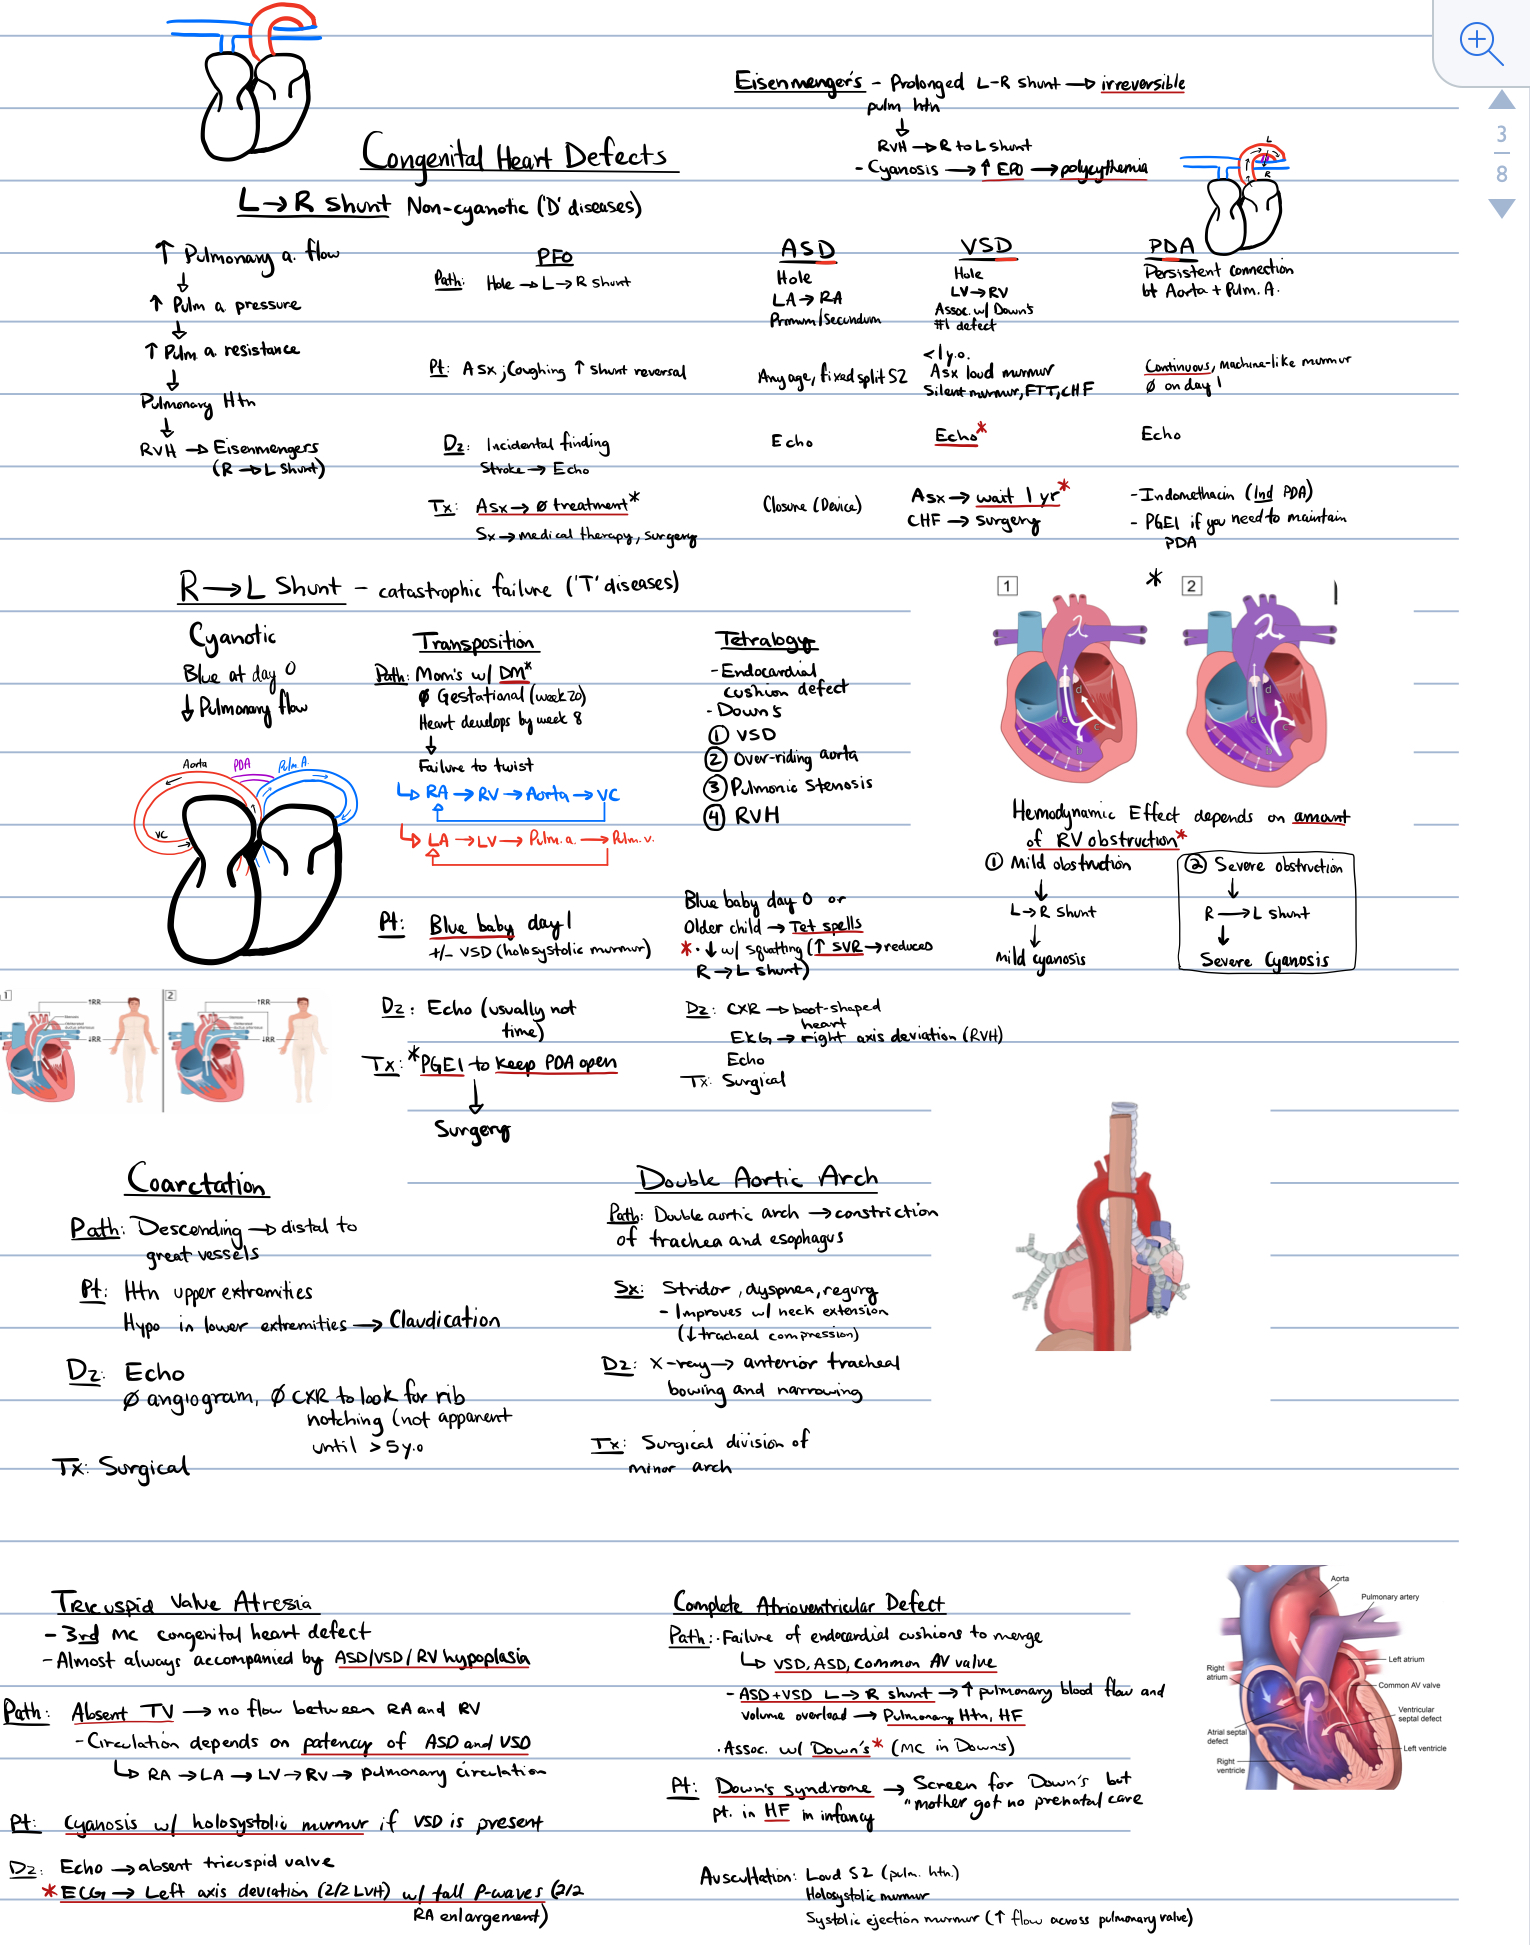 3
8
Eisenmenger's - Prolonged L-R shunt → irreversible
pulm htn
↓
RVH → R to L shunt
- Cyanosis → ↑ EPO → polycythemia
L
R
Congenital Heart Defects
L→R shunt Non-cyanotic ('D' diseases)
↑ Pulmonary a. flow
↓
↑ Pulm a pressure
↓
↑ Pulm a. resistance
↓
Pulmonary Htn
↓
RVH → Eisenmengers
(R → L Shunt)
PFO
Path: Hole → L→R shunt
Pt: Asx; Coughing ↑ shunt reversal
Dz: Incidental finding
Stroke → Echo
Tx: Asx → ∅ treatment*
Sx → medical therapy, surgery
ASD
Hole
LA → RA
Primum/Secundum
Any age, fixed split S2
Echo
Closure (Device)
VSD
Hole
LV → RV
Assoc. w/ Down's
#1 defect
<1 y.o.
Asx loud murmur
Silent murmur, FTT, CHF
Echo*
Asx → wait 1 yr*
CHF → surgery
PDA
Persistent connection
bt Aorta + Pulm. A.
Continuous, machine-like murmur
∅ on day 1
Echo
- Indomethacin (Ind PDA)
- PGE1 if you need to maintain
PDA
R → L Shunt - catastrophic failure ('T' diseases)
Cyanotic
Blue at day 0
↓ Pulmonary flow
Aorta PDA Pulm A.
VC
Transposition
Path: Mom's w/ DM*
∅ Gestational (week 20)
Heart develops by week 8
↓
Failure to twist
↳ RA → RV → Aorta → VC
↳ LA → LV → Pulm. a. → Pulm. v.
Pt: Blue baby day 1
+/- VSD (holosystolic murmur)
Dz: Echo (usually not
time)
Tx: *PGE1 to keep PDA open
↓
Surgery
Tetralogy
- Endocardial
cushion defect
- Down's
① VSD
② Over-riding aorta
③ Pulmonic Stenosis
④ RVH
Blue baby day 0 or
Older child → Tet spells
*· ↓ w/ squatting (↑ SVR → reduced
R → L shunt)
Dz: CXR → boot-shaped
heart
EKG → right axis deviation (RVH)
Echo
Tx: Surgical
1 * 2
d
a
b
c
d
a
b
c
Hemodynamic Effect depends on amount
of RV obstruction*
① Mild obstruction
↓
L→R shunt
↓
Mild cyanosis
② Severe obstruction
↓
R → L shunt
↓
Severe Cyanosis
1
↑RR
↓RR
2
↑RR
↓RR
Coarctation
Path: Descending → distal to
great vessels
Pt: Htn upper extremities
Hypo in lower extremities → Claudication
Dz: Echo
∅ angiogram, ∅ CXR to look for rib
notching (not apparent
until > 5 y.o
Tx: Surgical
Double Aortic Arch
Path: Double aortic arch → constriction
of trachea and esophagus
Sx: Stridor, dyspnea, regurg
- Improves w/ neck extension
(↓ tracheal compression)
Dz: X-ray → anterior tracheal
bowing and narrowing
Tx: Surgical division of
minor arch
Tricuspid Valve Atresia
- 3rd MC congenital heart defect
- Almost always accompanied by ASD/VSD/RV hypoplasia
Path: Absent TV → no flow between RA and RV
- Circulation depends on patency of ASD and VSD
↳ RA → LA → LV → RV → pulmonary circulation
Pt: Cyanosis w/ holosystolic murmur if VSD is present
Dz: Echo → absent tricuspid valve
* ECG → Left axis deviation (2/2 LVH) w/ tall P-waves (2/2
RA enlargement)
Complete Atrioventricular Defect
Path: · Failure of endocardial cushions to merge
↳ VSD, ASD, Common AV valve
- ASD+VSD L→R shunt → ↑ pulmonary blood flow and
volume overload → Pulmonary Htn, HF
· Assoc. w/ Down's* (MC in Down's)
Pt: Down's syndrome → Screen for Down's but
pt. in HF in infancy "mother got no prenatal care
Auscultation: Loud S2 (pulm. htn.)
Holosystolic murmur
Systolic ejection murmur (↑ flow across pulmonary valve)
Aorta
Pulmonary artery
Left atrium
Right atrium
Common AV valve
Ventricular septal defect
Atrial septal defect
Left ventricle
Right ventricle